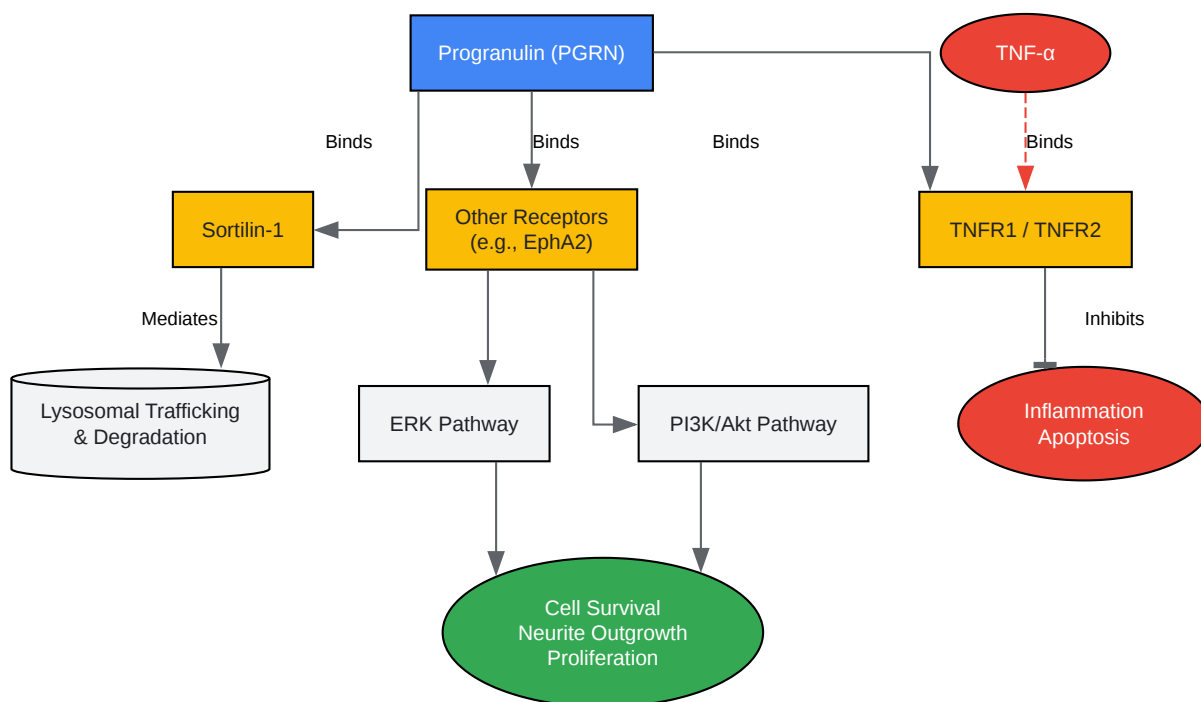 Progranulin (PGRN)
TNF-α
Binds
Binds
Binds
Binds
Sortilin-1
Other Receptors
(e.g., EphA2)
TNFR1 / TNFR2
Mediates
Inhibits
Lysosomal Trafficking
& Degradation
ERK Pathway
PI3K/Akt Pathway
Inflammation
Apoptosis
Cell Survival
Neurite Outgrowth
Proliferation